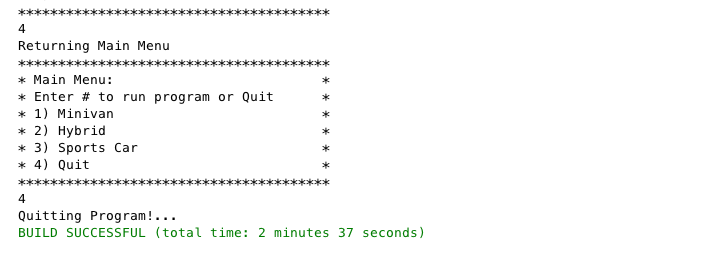 ***************************************
4
Returning Main Menu
***************************************
* Main Menu:                          *
* Enter # to run program or Quit      *
* 1) Minivan                          *
* 2) Hybrid                           *
* 3) Sports Car                       *
* 4) Quit                             *
***************************************
4
Quitting Program!...
BUILD SUCCESSFUL (total time: 2 minutes 37 seconds)